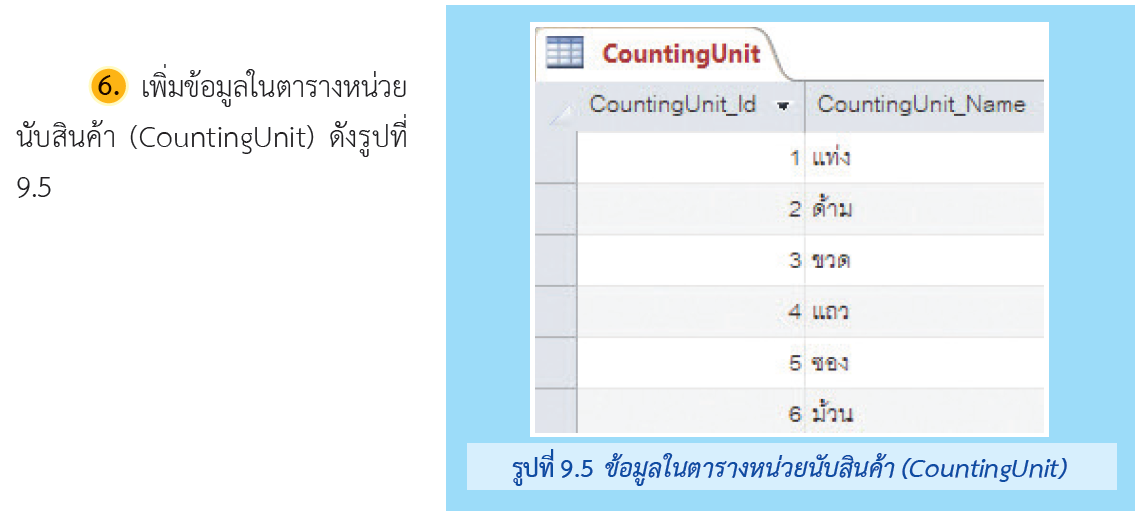 6. เพิ่มข้อมูลในตารางหน่วย
นับสินค้า (CountingUnit) ดังรูปที่
9.5
CountingUnit
CountingUnit_Id CountingUnit_Name
1 แท่ง
2 ด้าม
3 ขวด
4 แถว
5 ซอง
6 ม้วน
รูปที่ 9.5 ข้อมูลในตารางหน่วยนับสินค้า (CountingUnit)